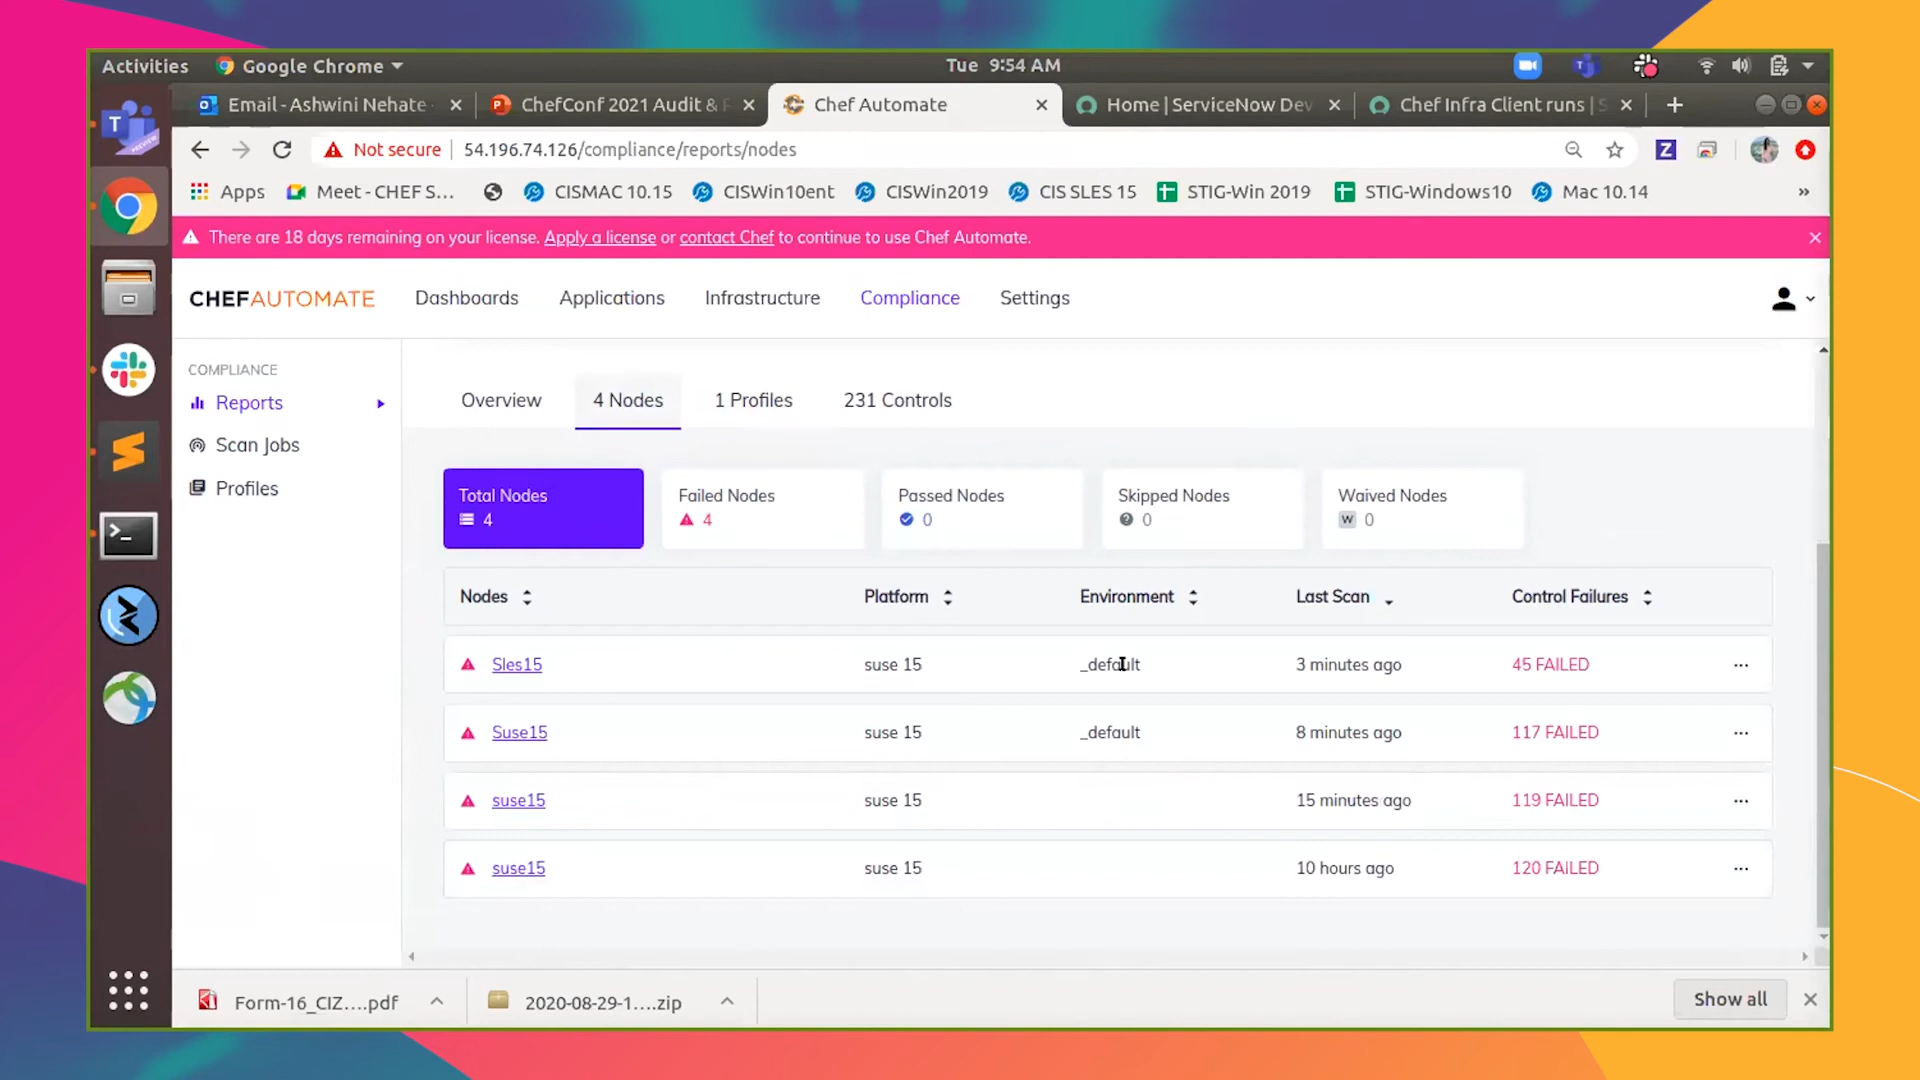 Activities Google Chrome Tue 9:54 AM
Email - Ashwini Nehate ChefConf 2021 Audit & Chef Automate Home | ServiceNow Dev Chef Infra Client runs |
Not secure 54.196.74.126/compliance/reports/nodes Z
Apps Meet - CHEF S... CISMAC 10.15 CISWin10ent CISWin2019 CIS SLES 15 STIG-Win 2019 STIG-Windows10 Mac 10.14 »
There are 18 days remaining on your license. Apply a license or contact Chef to continue to use Chef Automate.
CHEFAUTOMATE Dashboards Applications Infrastructure Compliance Settings
COMPLIANCE
Reports
Scan Jobs
Profiles
Overview 4 Nodes 1 Profiles 231 Controls
Total Nodes Failed Nodes Passed Nodes Skipped Nodes Waived Nodes
4 4 0 0 W 0
Nodes Platform Environment Last Scan Control Failures
Sles15 suse 15 _default 3 minutes ago 45 FAILED ...
Suse15 suse 15 _default 8 minutes ago 117 FAILED ...
suse15 suse 15 15 minutes ago 119 FAILED ...
suse15 suse 15 10 hours ago 120 FAILED ...
Form-16_CIZ....pdf 2020-08-29-1....zip Show all